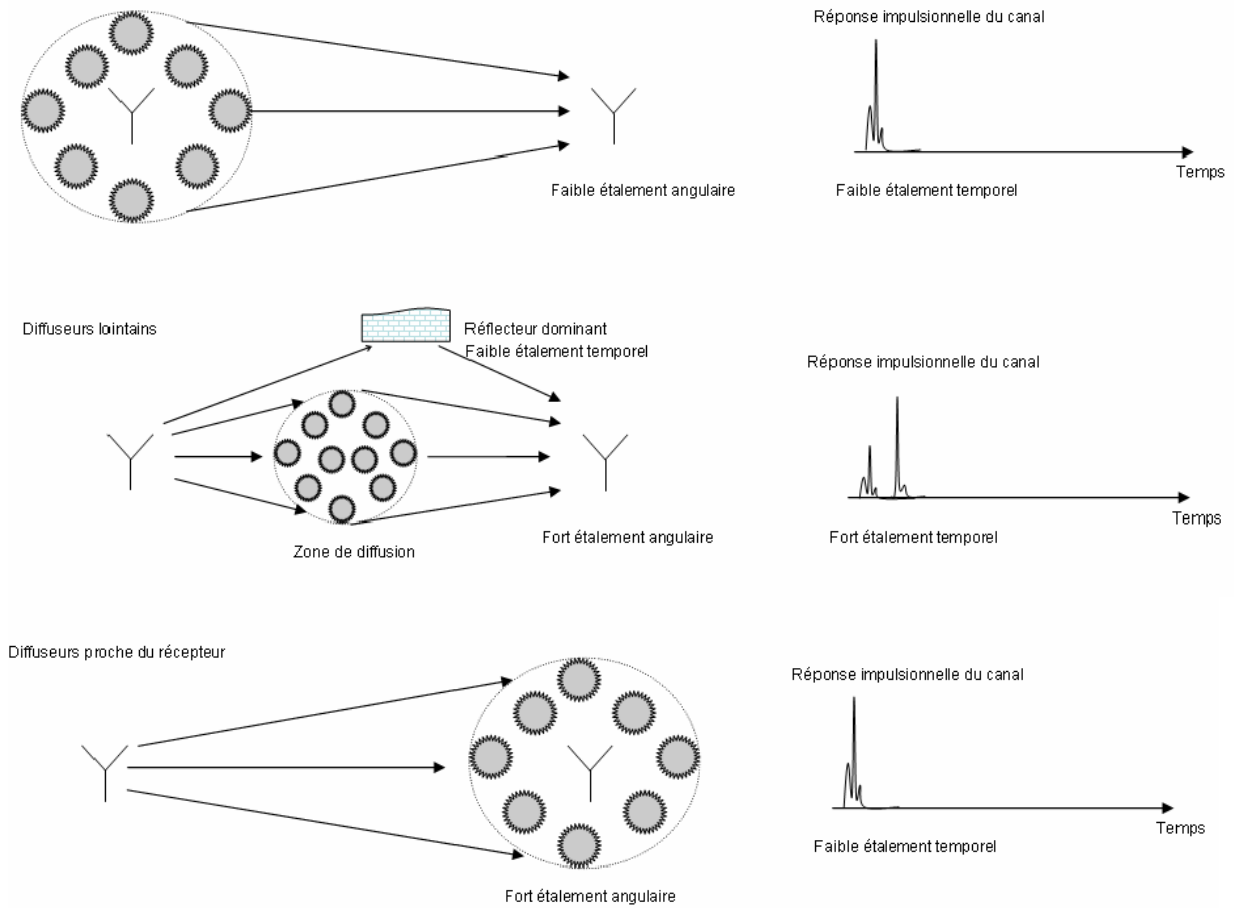 Réponse impulsionnelle du canal
Temps
Faible étalement angulaire
Faible étalement temporel
Diffuseurs lointains
Réflecteur dominant
Faible étalement temporel
Réponse impulsionnelle du canal
Temps
Zone de diffusion
Fort étalement angulaire
Fort étalement temporel
Diffuseurs proche du récepteur
Réponse impulsionnelle du canal
Temps
Faible étalement temporel
Fort étalement angulaire